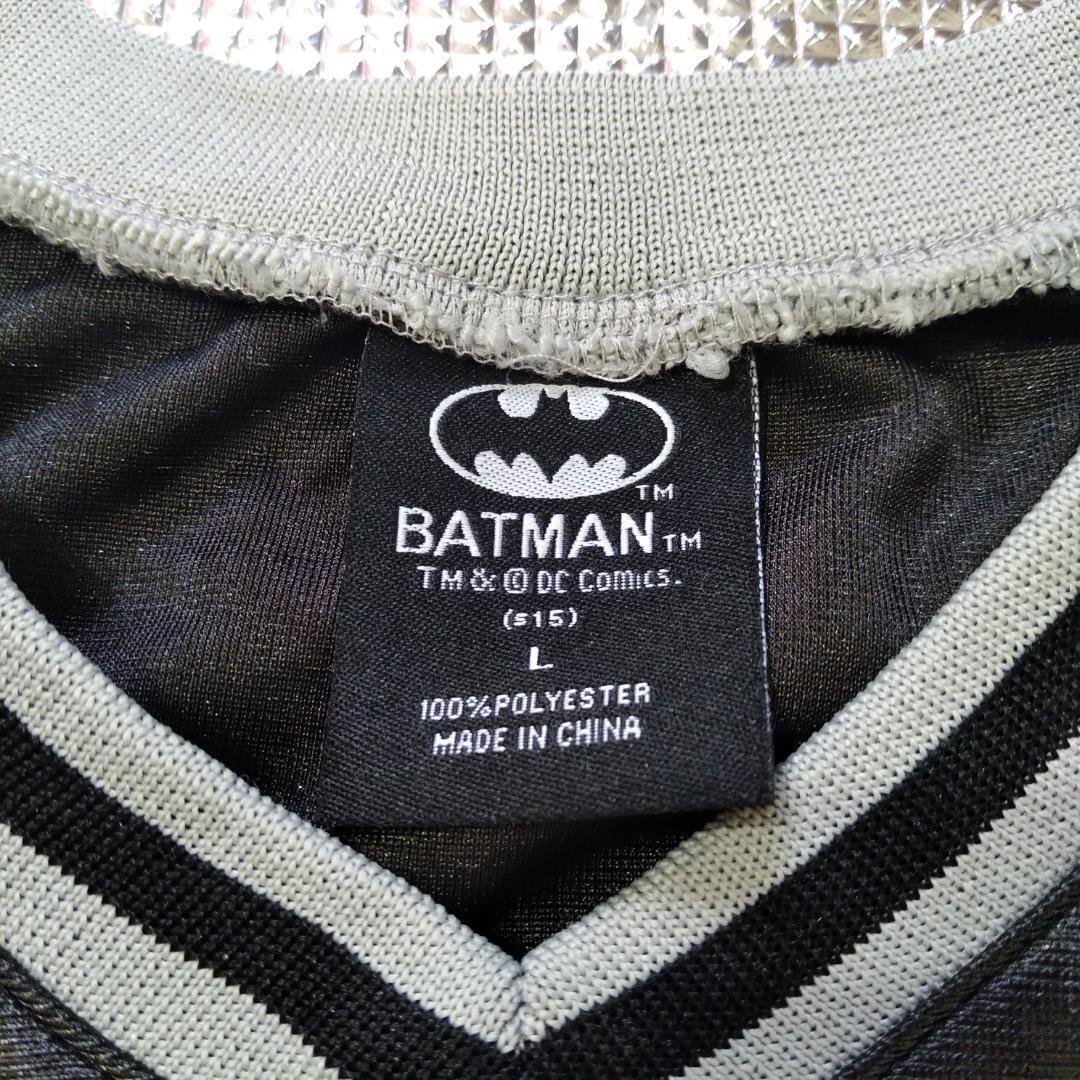 TM
BATMAN TM
TM & © DC Comics.
(s15)
L
100%POLYESTER
MADE IN CHINA